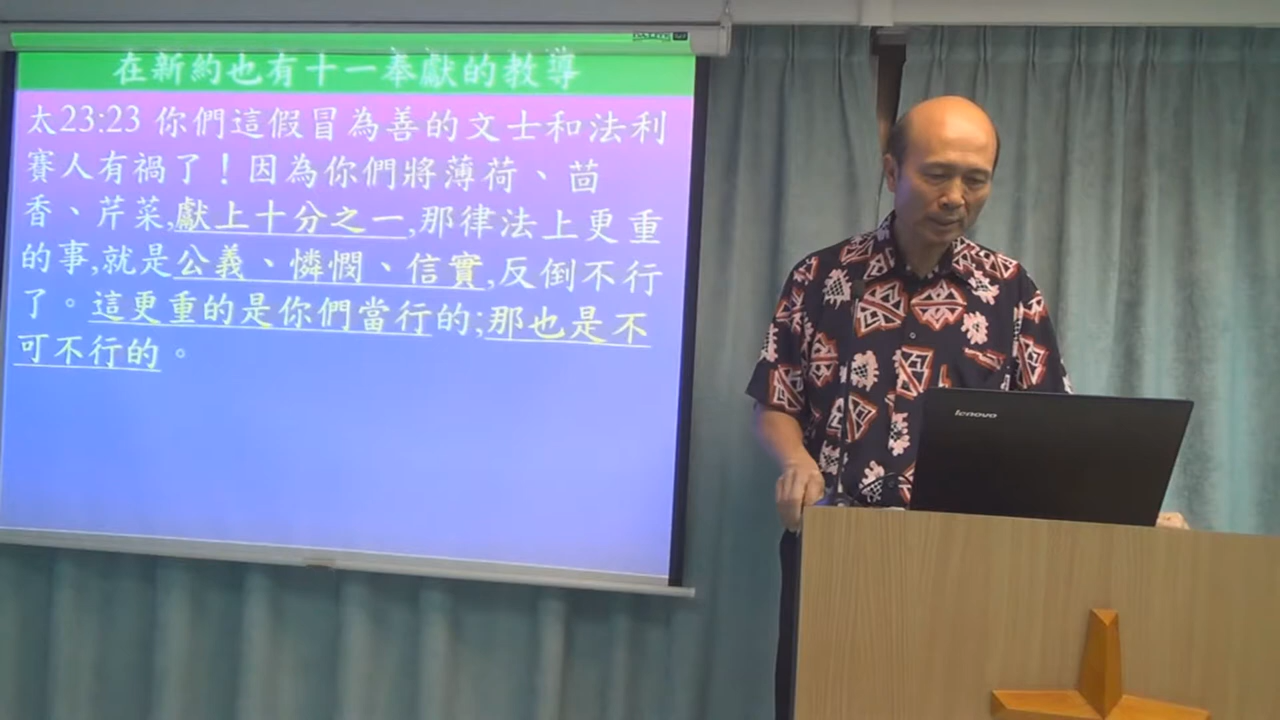 在新約也有十一奉獻的教導
太23:23 你們這假冒為善的文士和法利
賽人有禍了！因為你們將薄荷、茴
香、芹菜,獻上十分之一,那律法上更重
的事,就是公義、憐憫、信實,反倒不行
了。這更重的是你們當行的;那也是不
可不行的。
lenovo